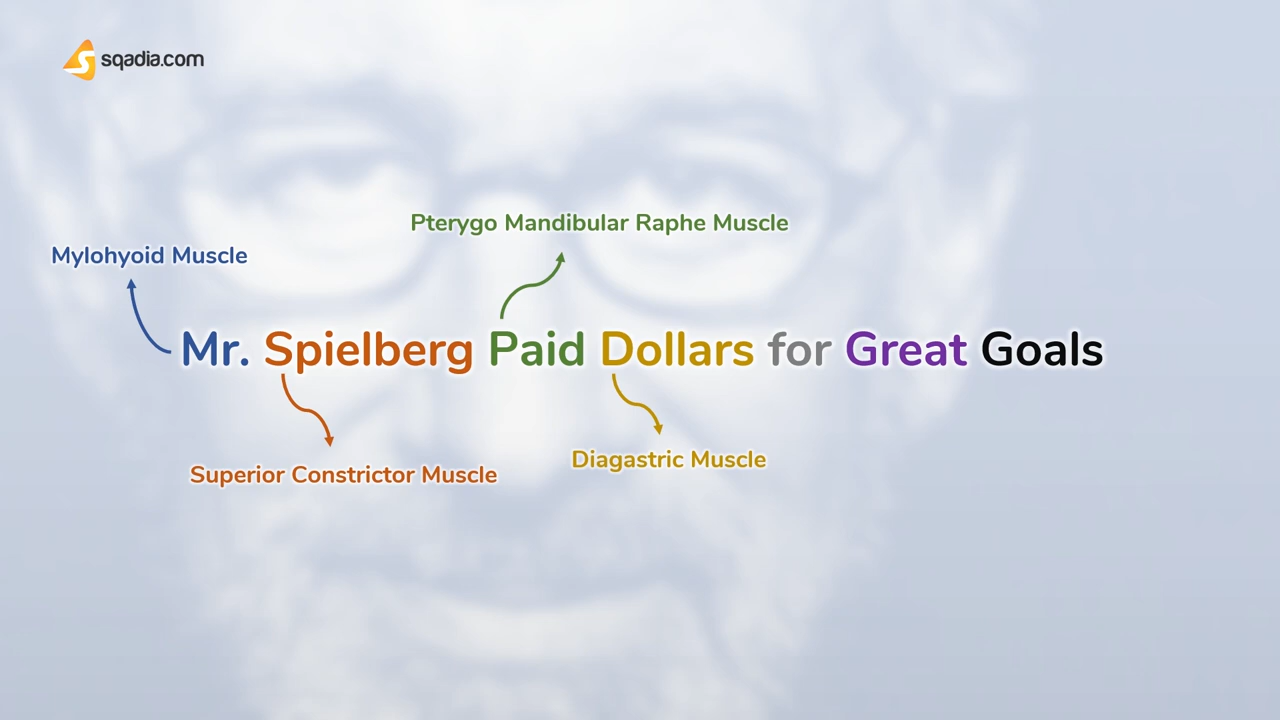 sqadia.com
Pterygo Mandibular Raphe Muscle
Mylohyoid Muscle
Mr. Spielberg Paid Dollars for Great Goals
Diagastric Muscle
Superior Constrictor Muscle